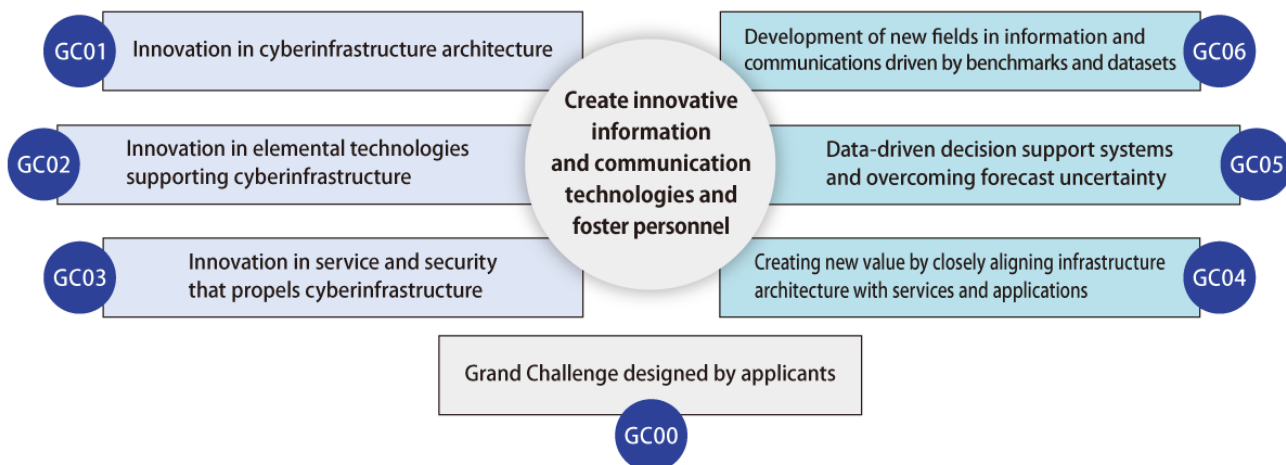 GC01
Innovation in cyberinfrastructure architecture
GC02
Innovation in elemental technologies
supporting cyberinfrastructure
GC03
Innovation in service and security
that propels cyberinfrastructure
Create innovative
information
and communication
technologies and
foster personnel
Development of new fields in information and
communications driven by benchmarks and datasets
GC06
Data-driven decision support systems
and overcoming forecast uncertainty
GC05
Creating new value by closely aligning infrastructure
architecture with services and applications
GC04
Grand Challenge designed by applicants
GC00